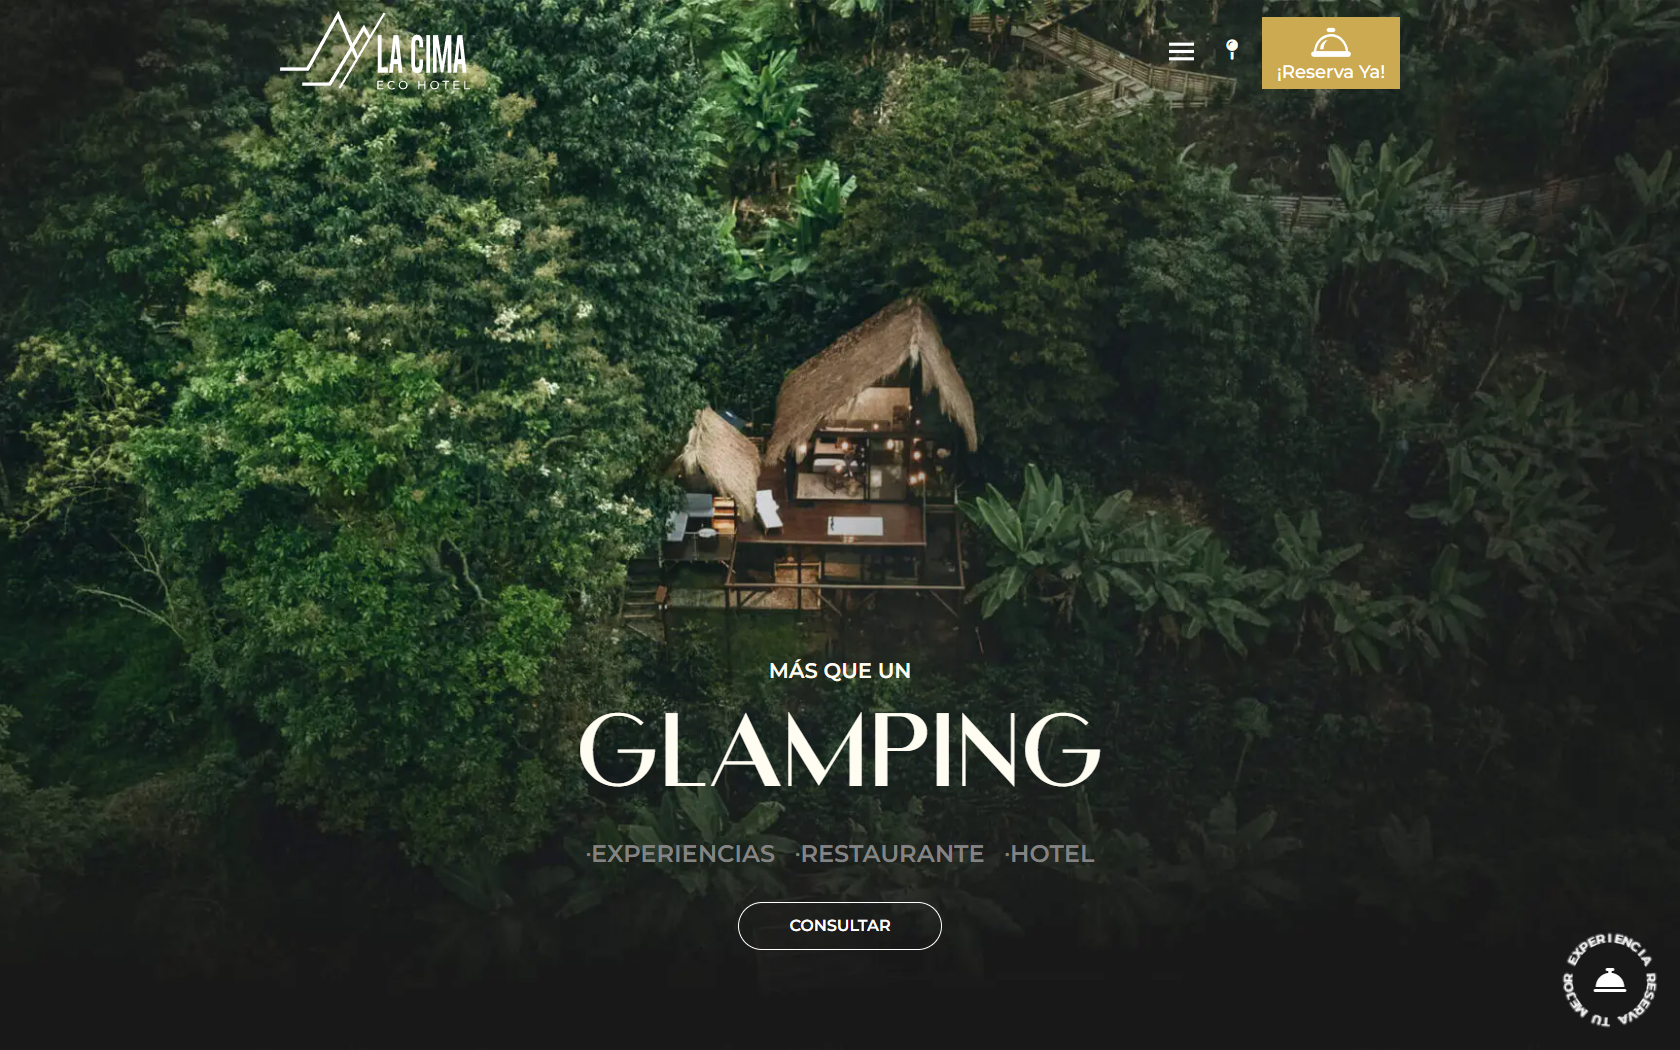 LA CIMA
ECO HOTEL
¡Reserva Ya!
MÁS QUE UN
GLAMPING
·EXPERIENCIAS ·RESTAURANTE ·HOTEL
CONSULTAR
RESERVA TU MEJOR EXPERIENCIA